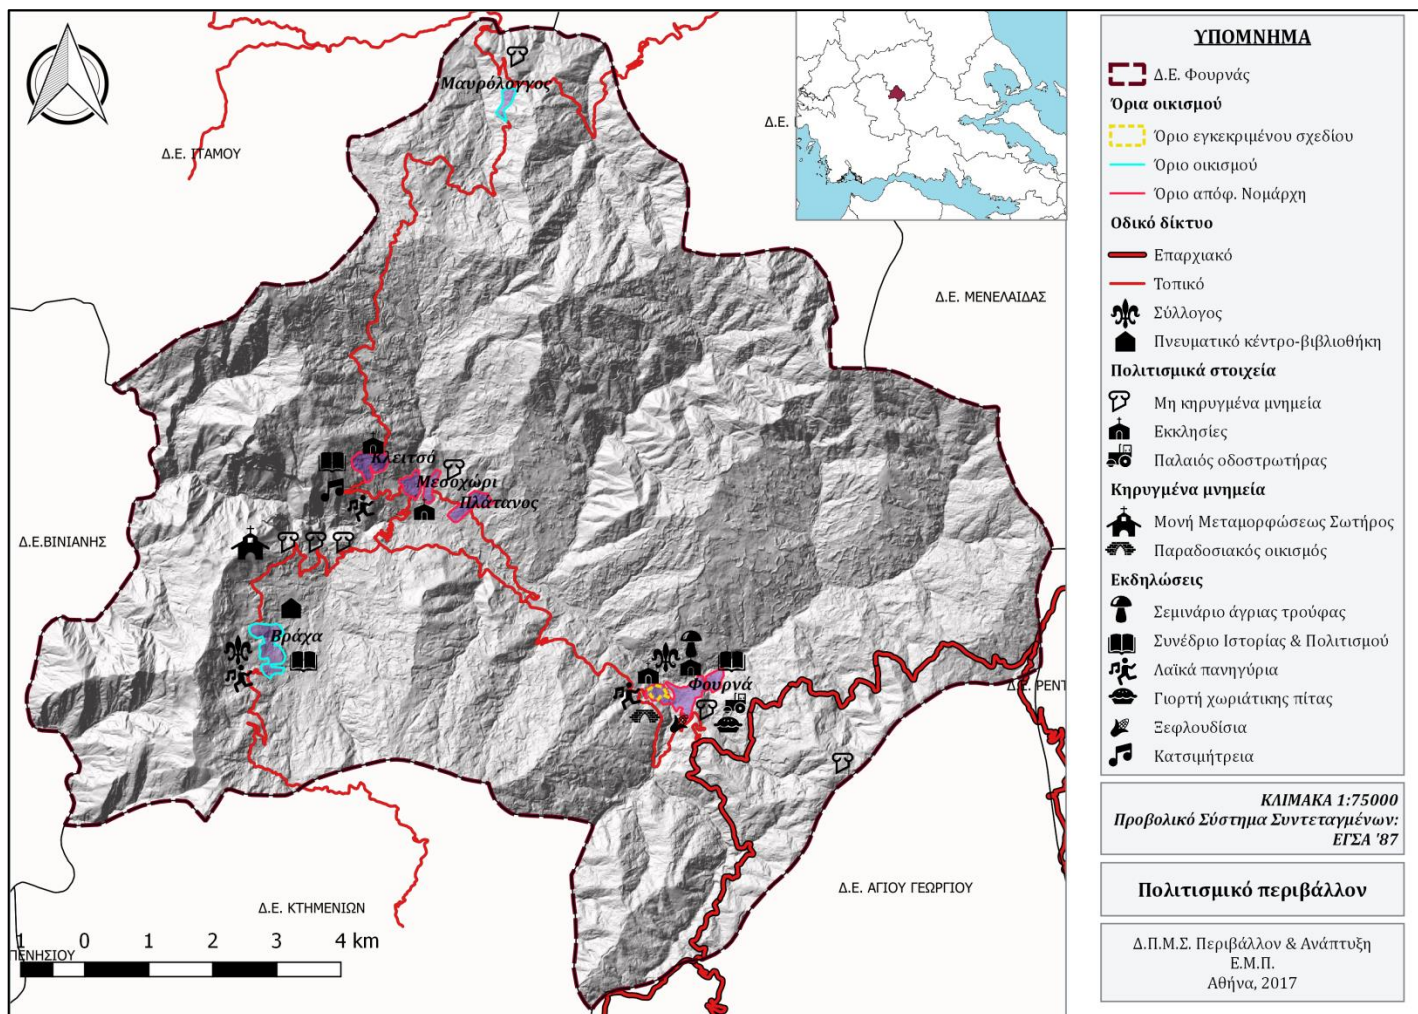 Μαυρόλογγος
Δ.Ε. ΙΤΑΜΟΥ
Δ.Ε.
Δ.Ε. ΜΕΝΕΛΑΙΔΑΣ
Κλειτσό
Μεσοχώρι
Πλάτανος
Δ.Ε.ΒΙΝΙΑΝΗΣ
Βράχα
Φουρνά
Δ.Ε. ΡΕΝΤ
Δ.Ε. ΑΓΙΟΥ ΓΕΩΡΓΙΟΥ
Δ.Ε. ΚΤΗΜΕΝΙΩΝ
1 0 1 2 3 4 km
ΠΕΝΗΣΙΟΥ
ΥΠΟΜΝΗΜΑ
Δ.Ε. Φουρνάς
Όρια οικισμού
Όριο εγκεκριμένου σχεδίου
Όριο οικισμού
Όριο απόφ. Νομάρχη
Οδικό δίκτυο
Επαρχιακό
Τοπικό
Σύλλογος
Πνευματικό κέντρο-βιβλιοθήκη
Πολιτισμικά στοιχεία
Μη κηρυγμένα μνημεία
Εκκλησίες
Παλαιός οδοστρωτήρας
Κηρυγμένα μνημεία
Μονή Μεταμορφώσεως Σωτήρος
Παραδοσιακός οικισμός
Εκδηλώσεις
Σεμινάριο άγριας τρούφας
Συνέδριο Ιστορίας & Πολιτισμού
Λαϊκά πανηγύρια
Γιορτή χωριάτικης πίτας
Ξεφλουδίσια
Κατσιμήτρεια
ΚΛΙΜΑΚΑ 1:75000
Προβολικό Σύστημα Συντεταγμένων:
ΕΓΣΑ '87
Πολιτισμικό περιβάλλον
Δ.Π.Μ.Σ. Περιβάλλον & Ανάπτυξη
Ε.Μ.Π.
Αθήνα, 2017